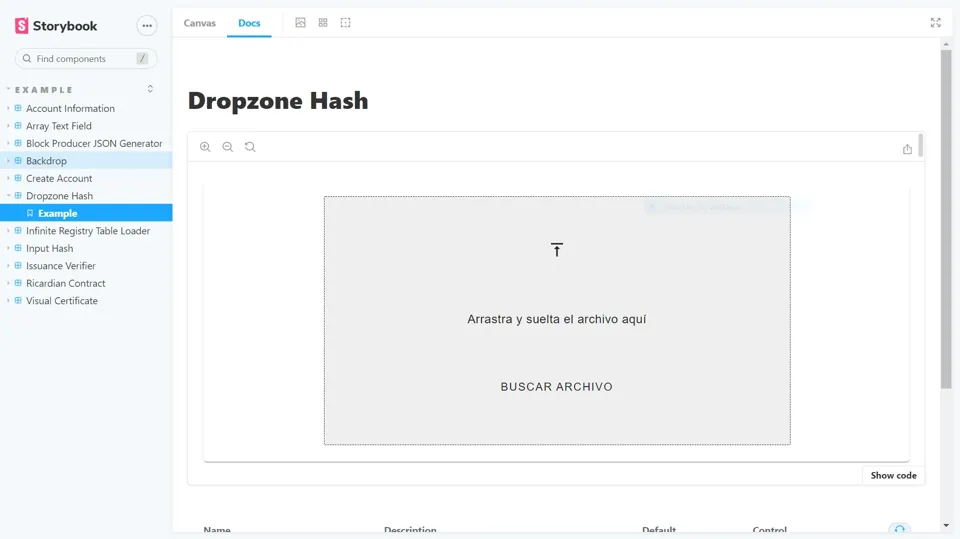 Storybook
Canvas
Docs
Find components
/
EXAMPLE
Account Information
Array Text Field
Block Producer JSON Generator
Backdrop
Create Account
Dropzone Hash
Example
Infinite Registry Table Loader
Input Hash
Issuance Verifier
Ricardian Contract
Visual Certificate
Dropzone Hash
Arrastra y suelta el archivo aquí
BUSCAR ARCHIVO
Show code
Name
Description
Default
Control